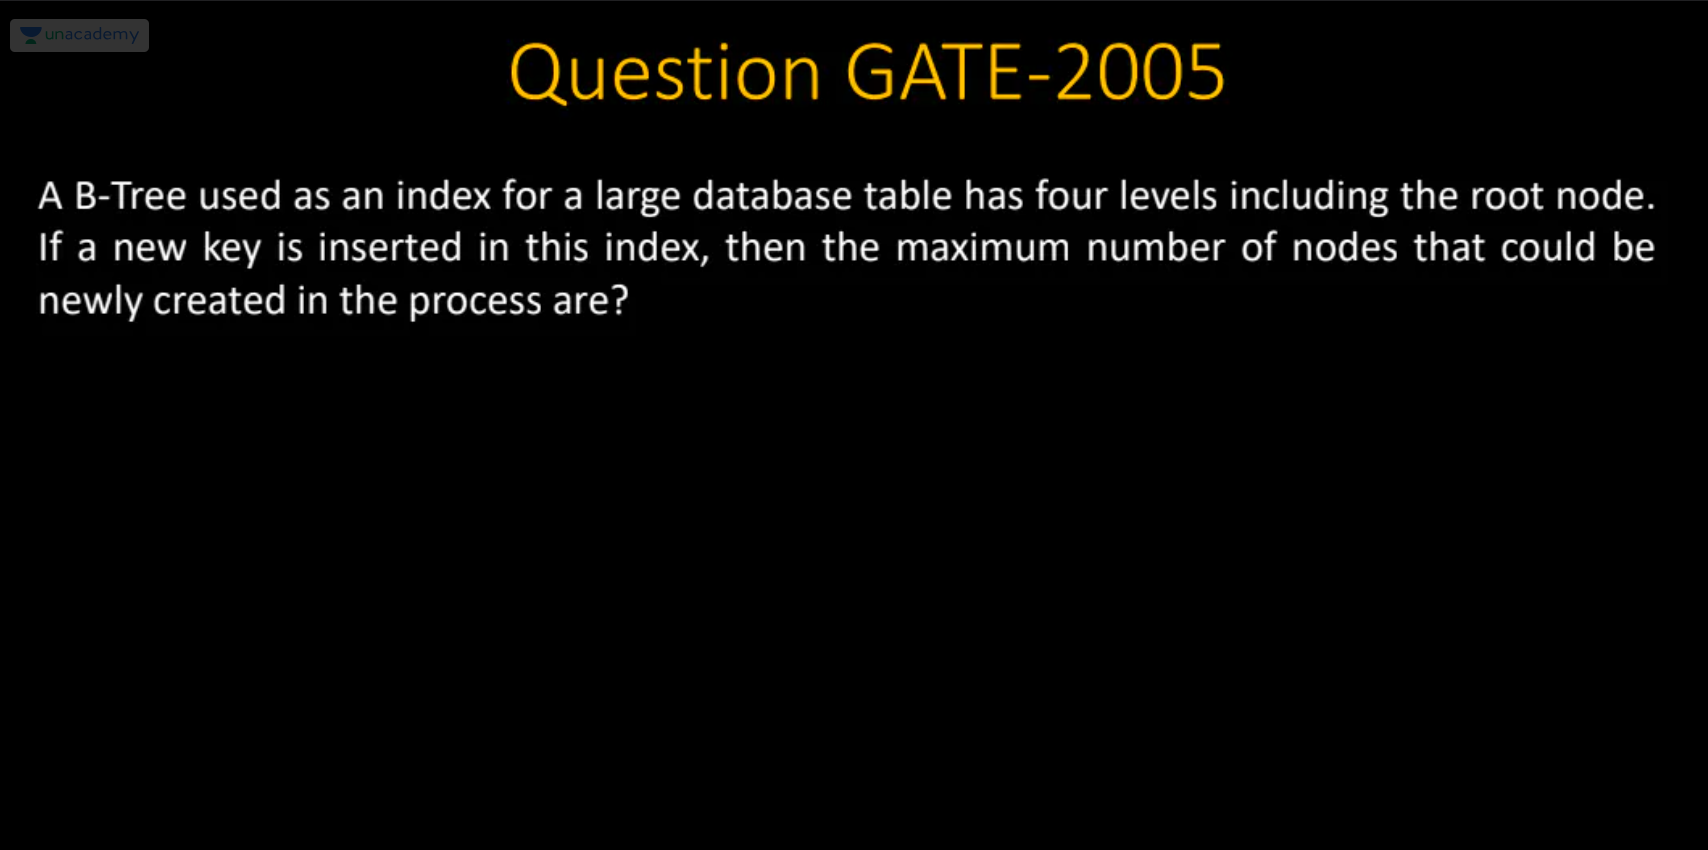 unacademy
Question GATE-2005
A B-Tree used as an index for a large database table has four levels including the root node.
If a new key is inserted in this index, then the maximum number of nodes that could be
newly created in the process are?